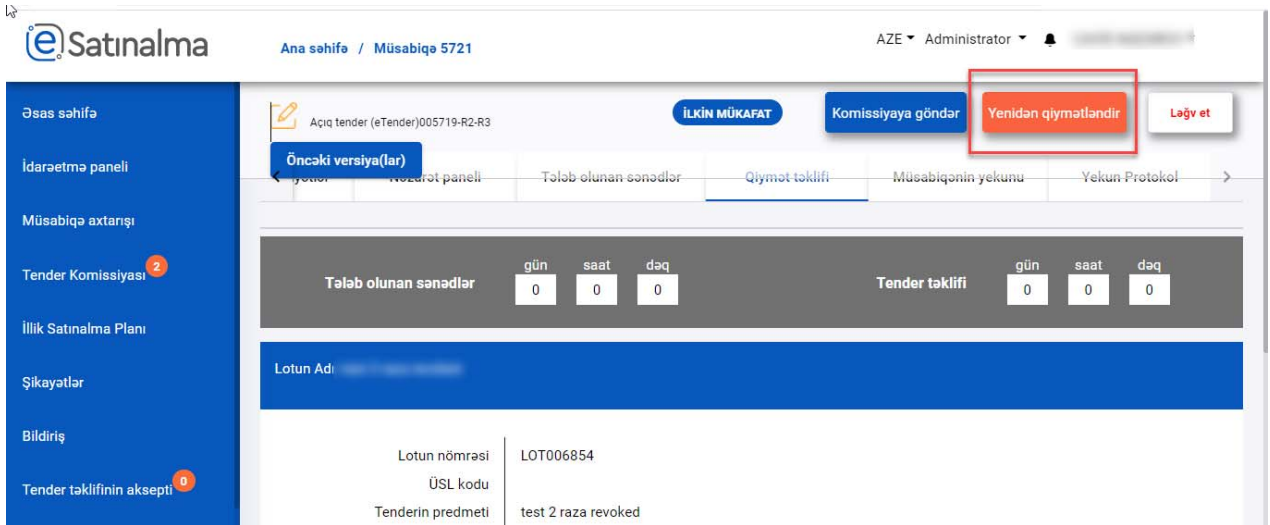 eSatınalma
Ana səhifə / Müsabiqə 5721
AZE Administrator
Əsas səhifə
İdarəetmə paneli
Müsabiqə axtarışı
Tender Komissiyası 2
İllik Satınalma Planı
Şikayətlər
Bildiriş
Tender təklifinin aksepti 0
Açıq tender (eTender)005719-R2-R3
İLKİN MÜKAFAT
Komissiyaya göndər
Yenidən qiymətləndir
Ləğv et
Öncəki versiya(lar)
Nəzarət paneli
Tələb olunan sənədlər
Qiymət təklifi
Müsabiqənin yekunu
Yekun Protokol
Tələb olunan sənədlər
gün saat dəq
0 0 0
Tender təklifi
gün saat dəq
0 0 0
Lotun Adı
Lotun nömrəsi LOT006854
ÜSL kodu
Tenderin predmeti test 2 raza revoked